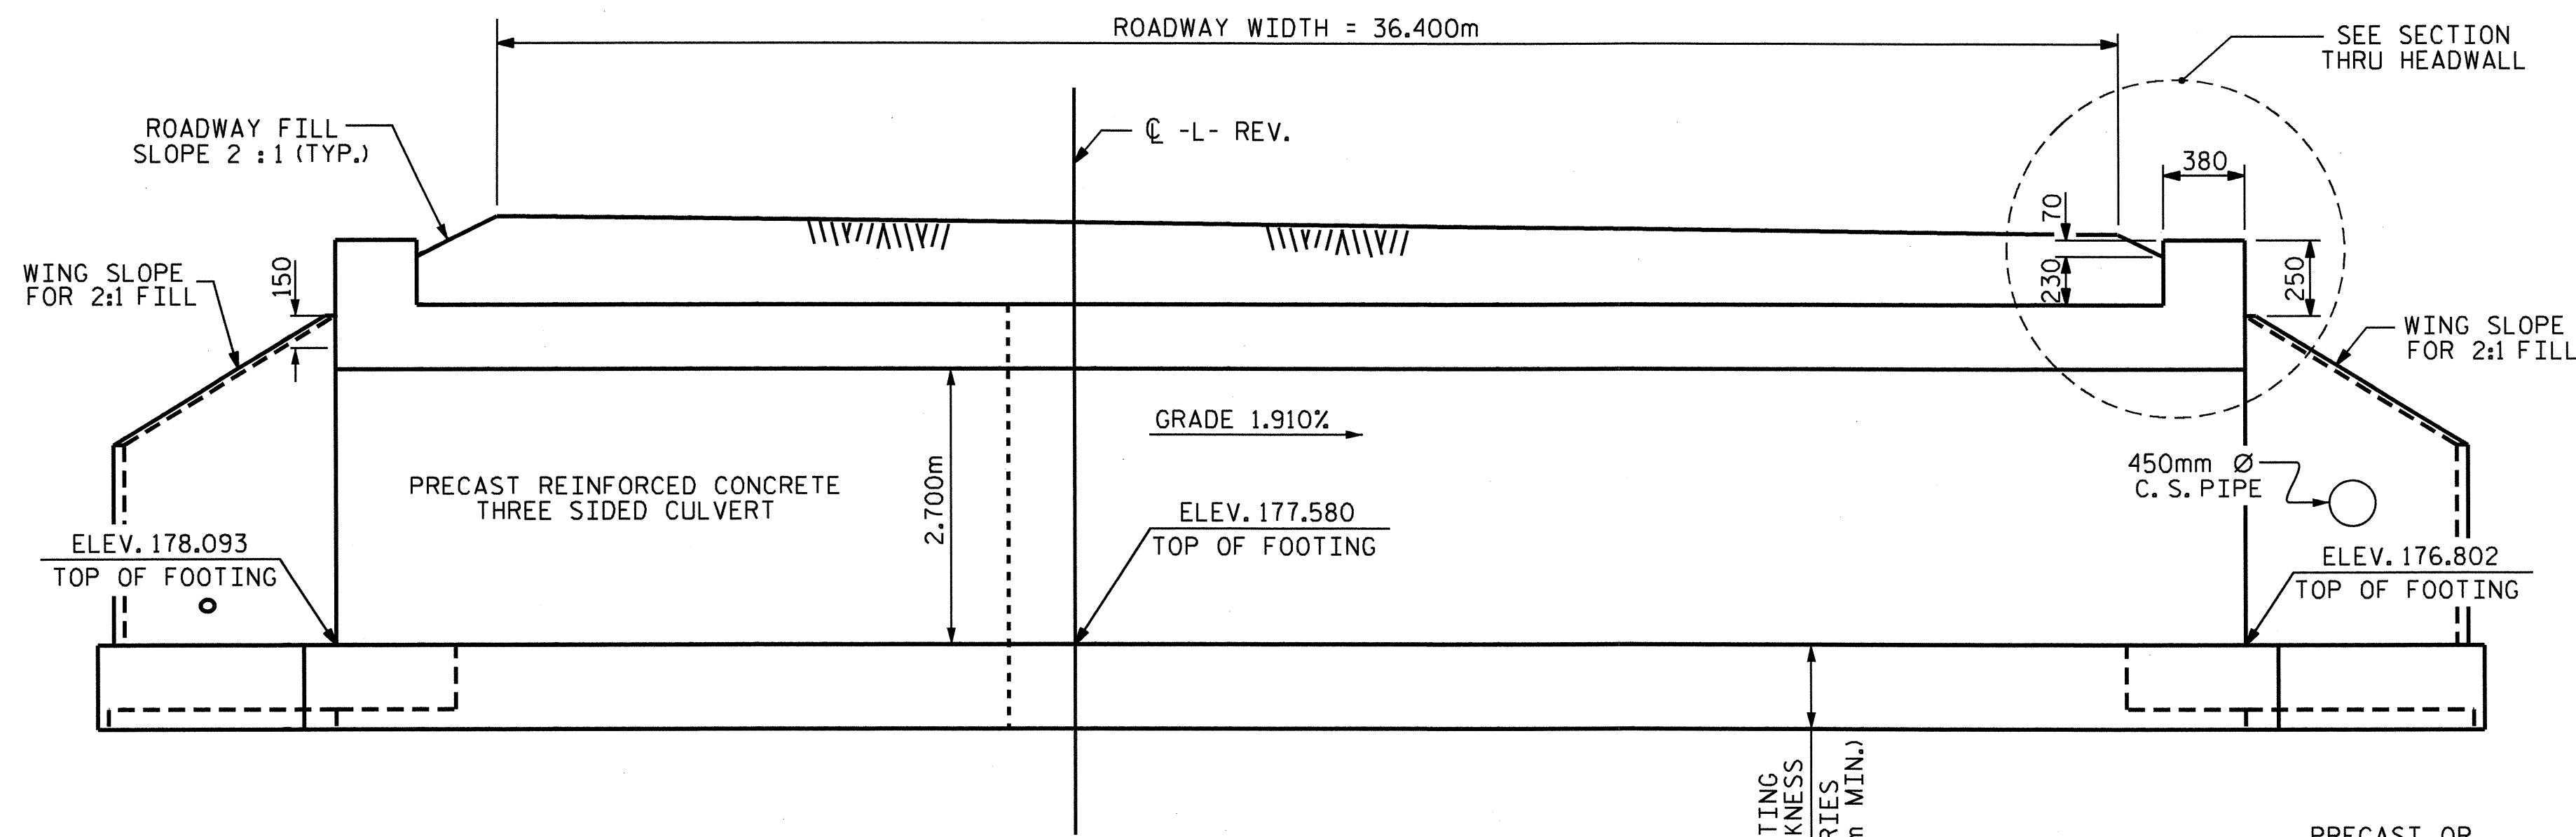 ROADWAY WIDTH = 36.400m
SEE SECTION
THRU HEADWALL
ROADWAY FILL
SLOPE 2 : 1 (TYP.)
℄ -L- REV.
380
70
230
250
WING SLOPE
FOR 2:1 FILL
150
WING SLOPE
FOR 2:1 FILL
GRADE 1.910%
2.700m
PRECAST REINFORCED CONCRETE
THREE SIDED CULVERT
450mm Ø
C. S. PIPE
ELEV. 178.093
TOP OF FOOTING
ELEV. 177.580
TOP OF FOOTING
ELEV. 176.802
TOP OF FOOTING
MIN.)
PRECAST OR